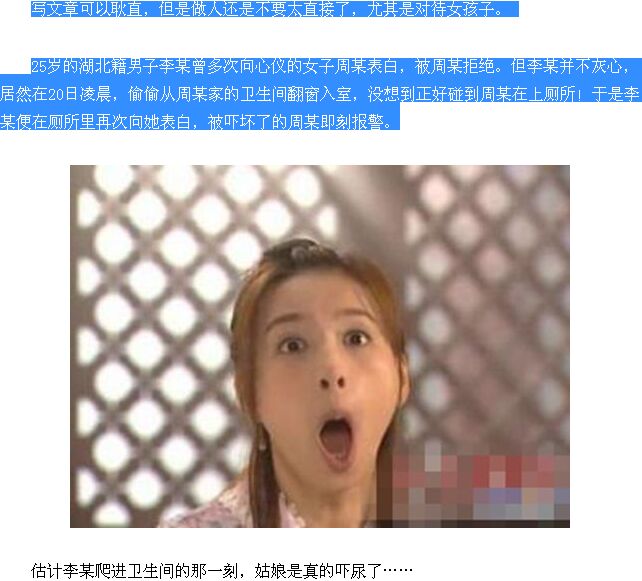 写文章可以耿直，但是做人还是不要太直接了，尤其是对待女孩子。
25岁的湖北籍男子李某曾多次向心仪的女子周某表白，被周某拒绝。但李某并不灰心，
居然在20日凌晨，偷偷从周某家的卫生间翻窗入室，没想到正好碰到周某在上厕所！于是李
某便在厕所里再次向她表白，被吓坏了的周某即刻报警。
估计李某爬进卫生间的那一刻，姑娘是真的吓尿了……